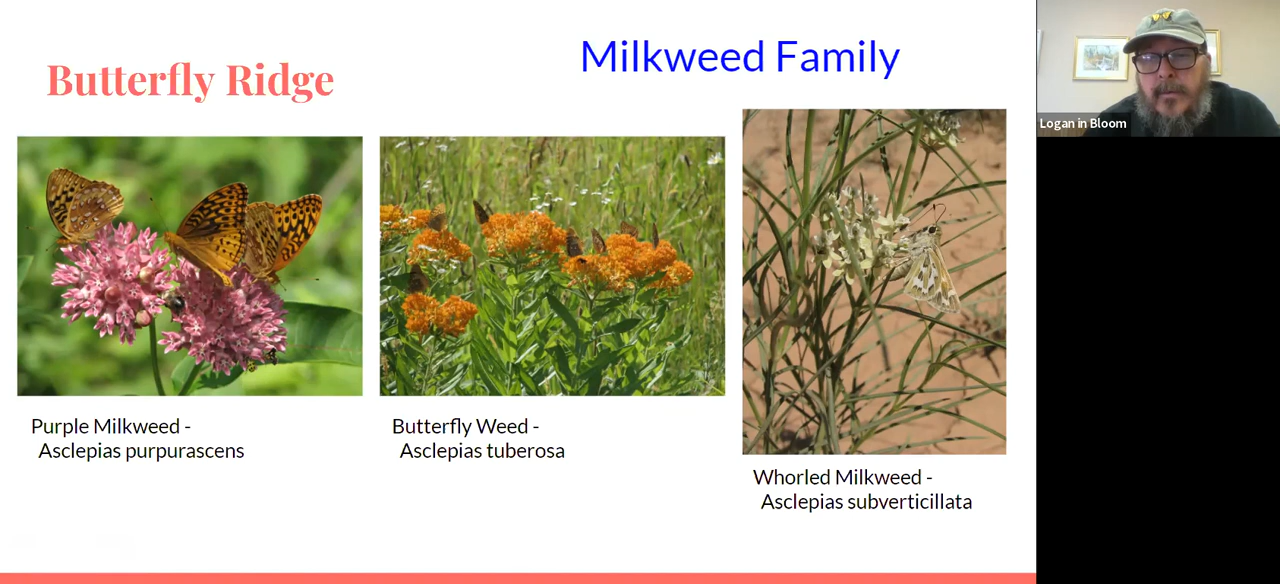 Butterfly Ridge
Milkweed Family
Logan in Bloom
Purple Milkweed -
Asclepias purpurascens
Butterfly Weed -
Asclepias tuberosa
Whorled Milkweed -
Asclepias subverticillata